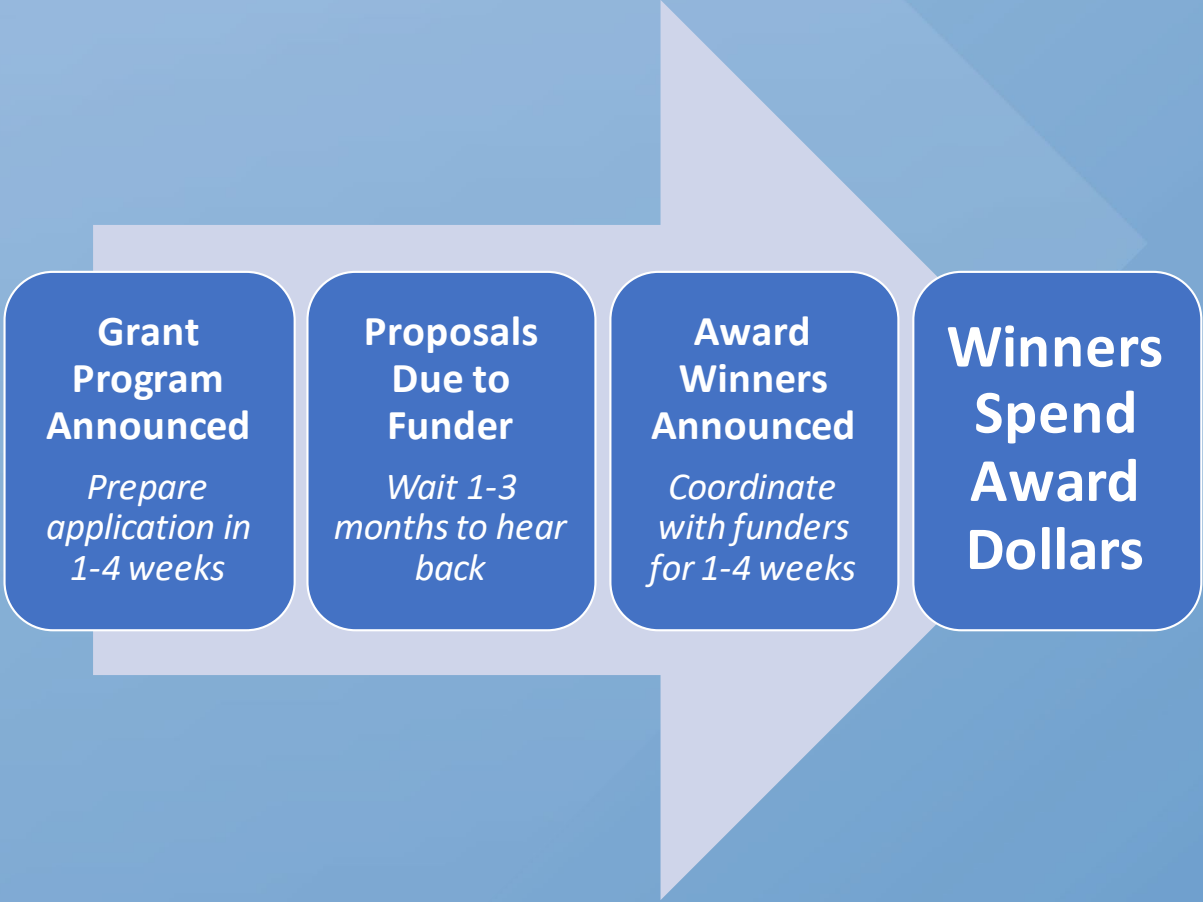 Grant
Program
Announced
Prepare
application in
1-4 weeks
Proposals
Due to
Funder
Wait 1-3
months to hear
back
Award
Winners
Announced
Coordinate
with funders
for 1-4 weeks
Winners
Spend
Award
Dollars